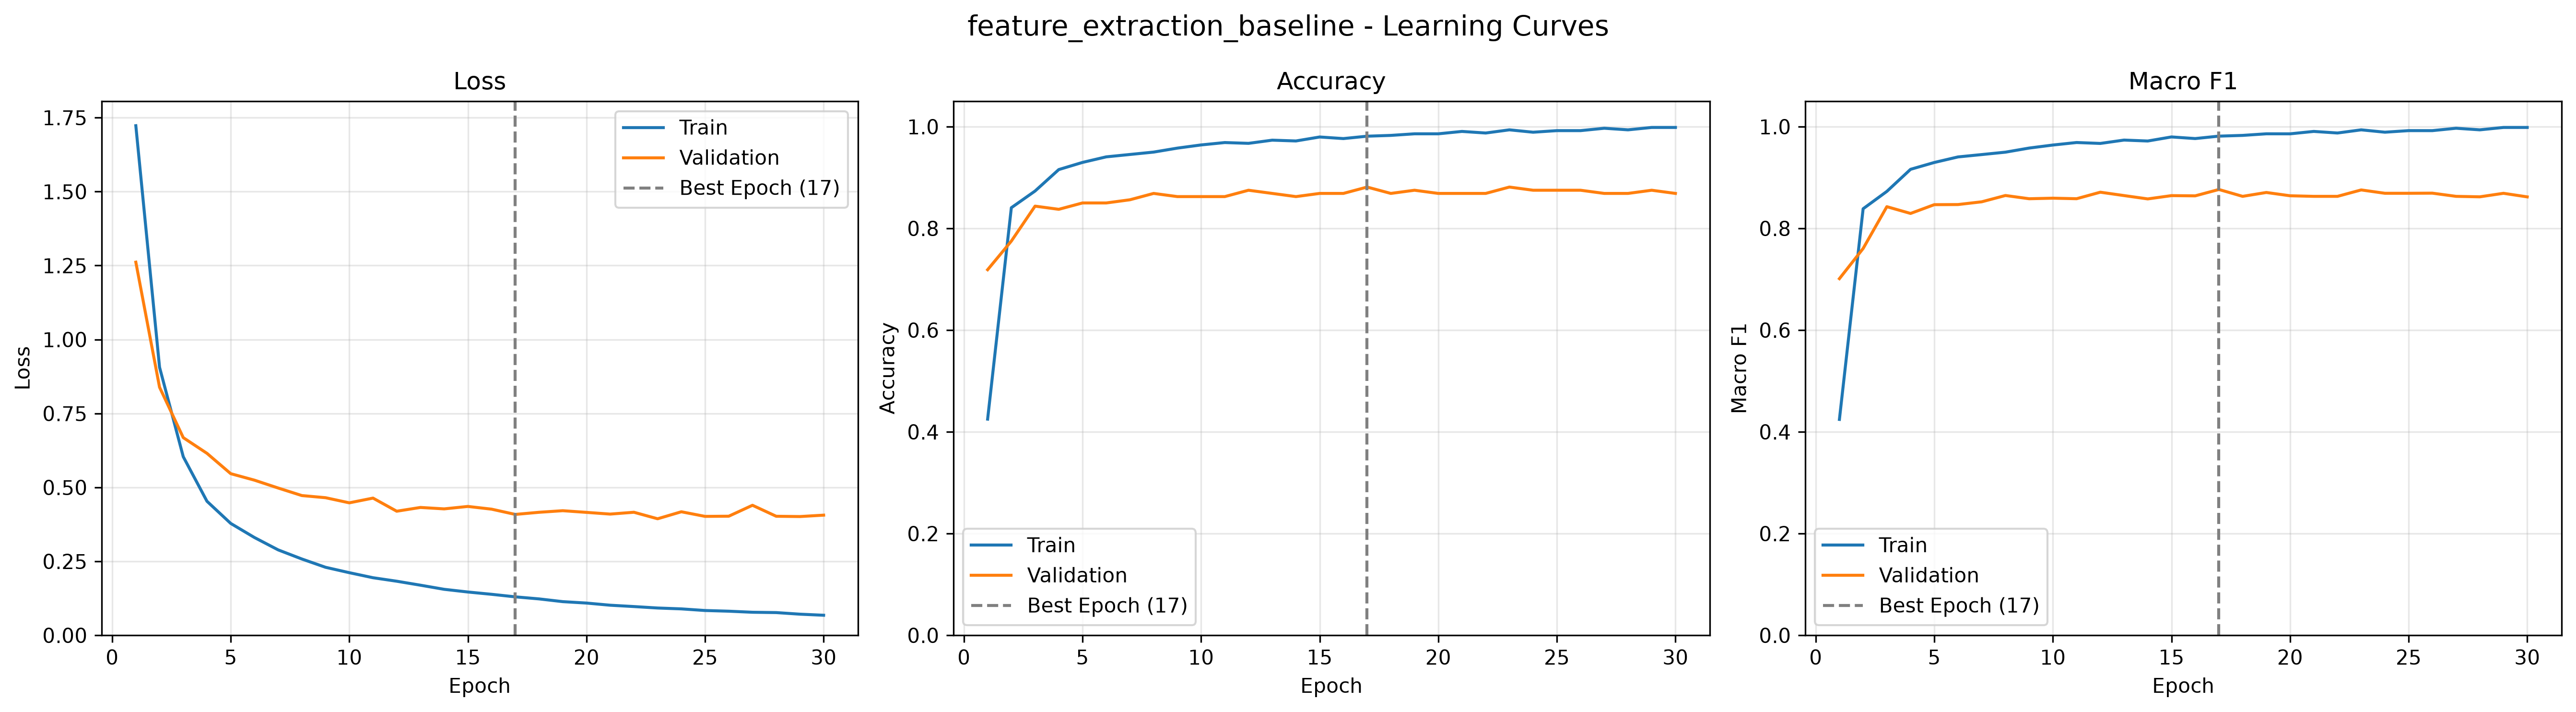 feature_extraction_baseline - Learning Curves
Loss
Loss
1.75
1.50
1.25
1.00
0.75
0.50
0.25
0.00
Train
Validation
Best Epoch (17)
0 5 10 15 20 25 30
Epoch
Accuracy
Accuracy
1.0
0.8
0.6
0.4
0.2
0.0
Train
Validation
Best Epoch (17)
0 5 10 15 20 25 30
Epoch
Macro F1
Macro F1
1.0
0.8
0.6
0.4
0.2
0.0
Train
Validation
Best Epoch (17)
0 5 10 15 20 25 30
Epoch